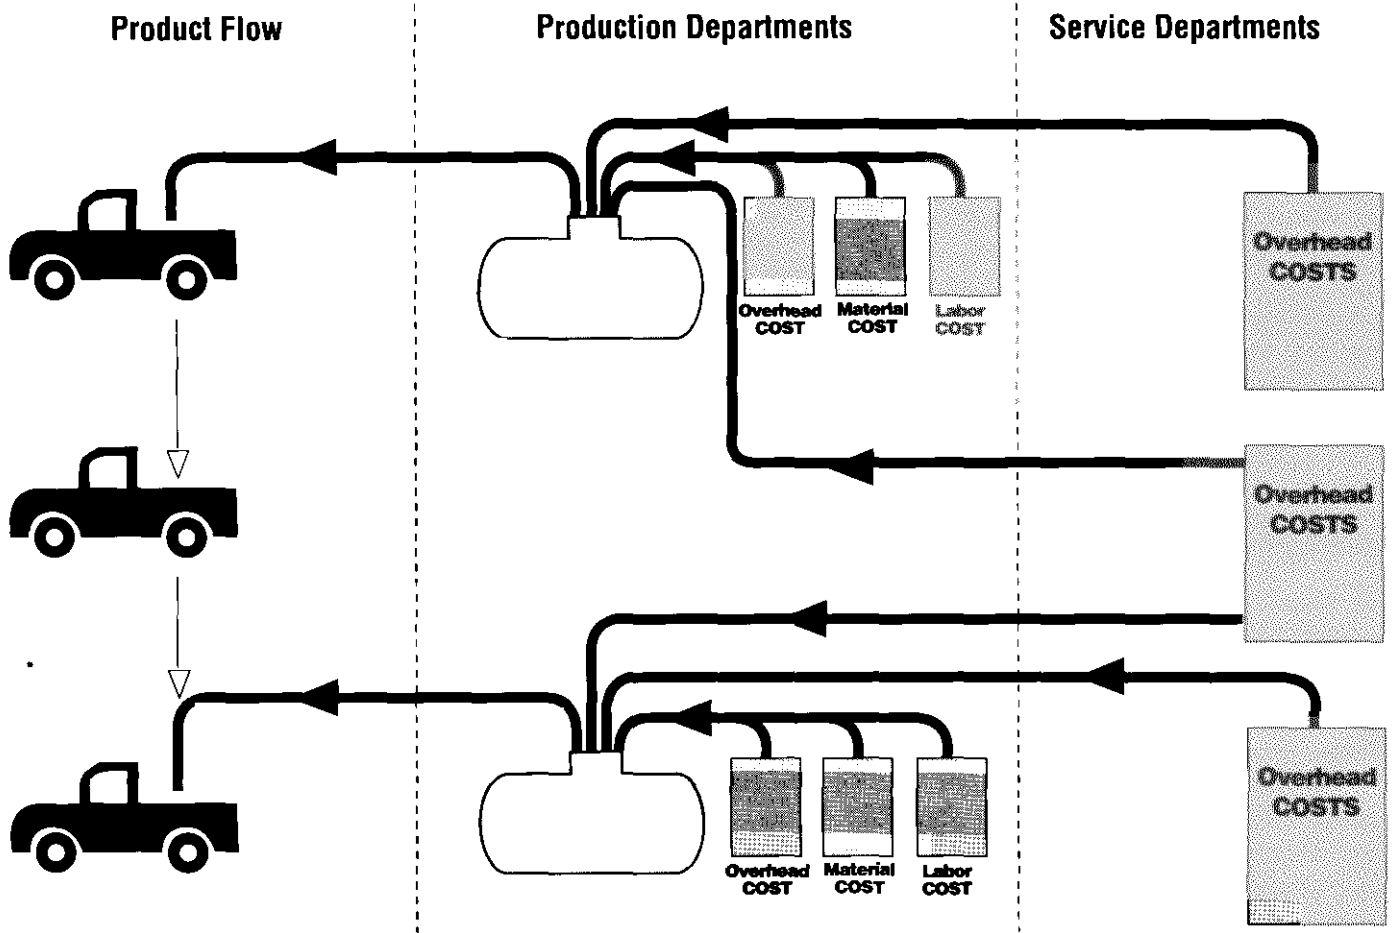 Product Flow
Production Departments
Service Departments
Overhead
COSTS
Overhead
COST
Material
COST
Labor
COST
Overhead
COSTS
Overhead
COSTS
Overhead
COST
Material
COST
Labor
COST